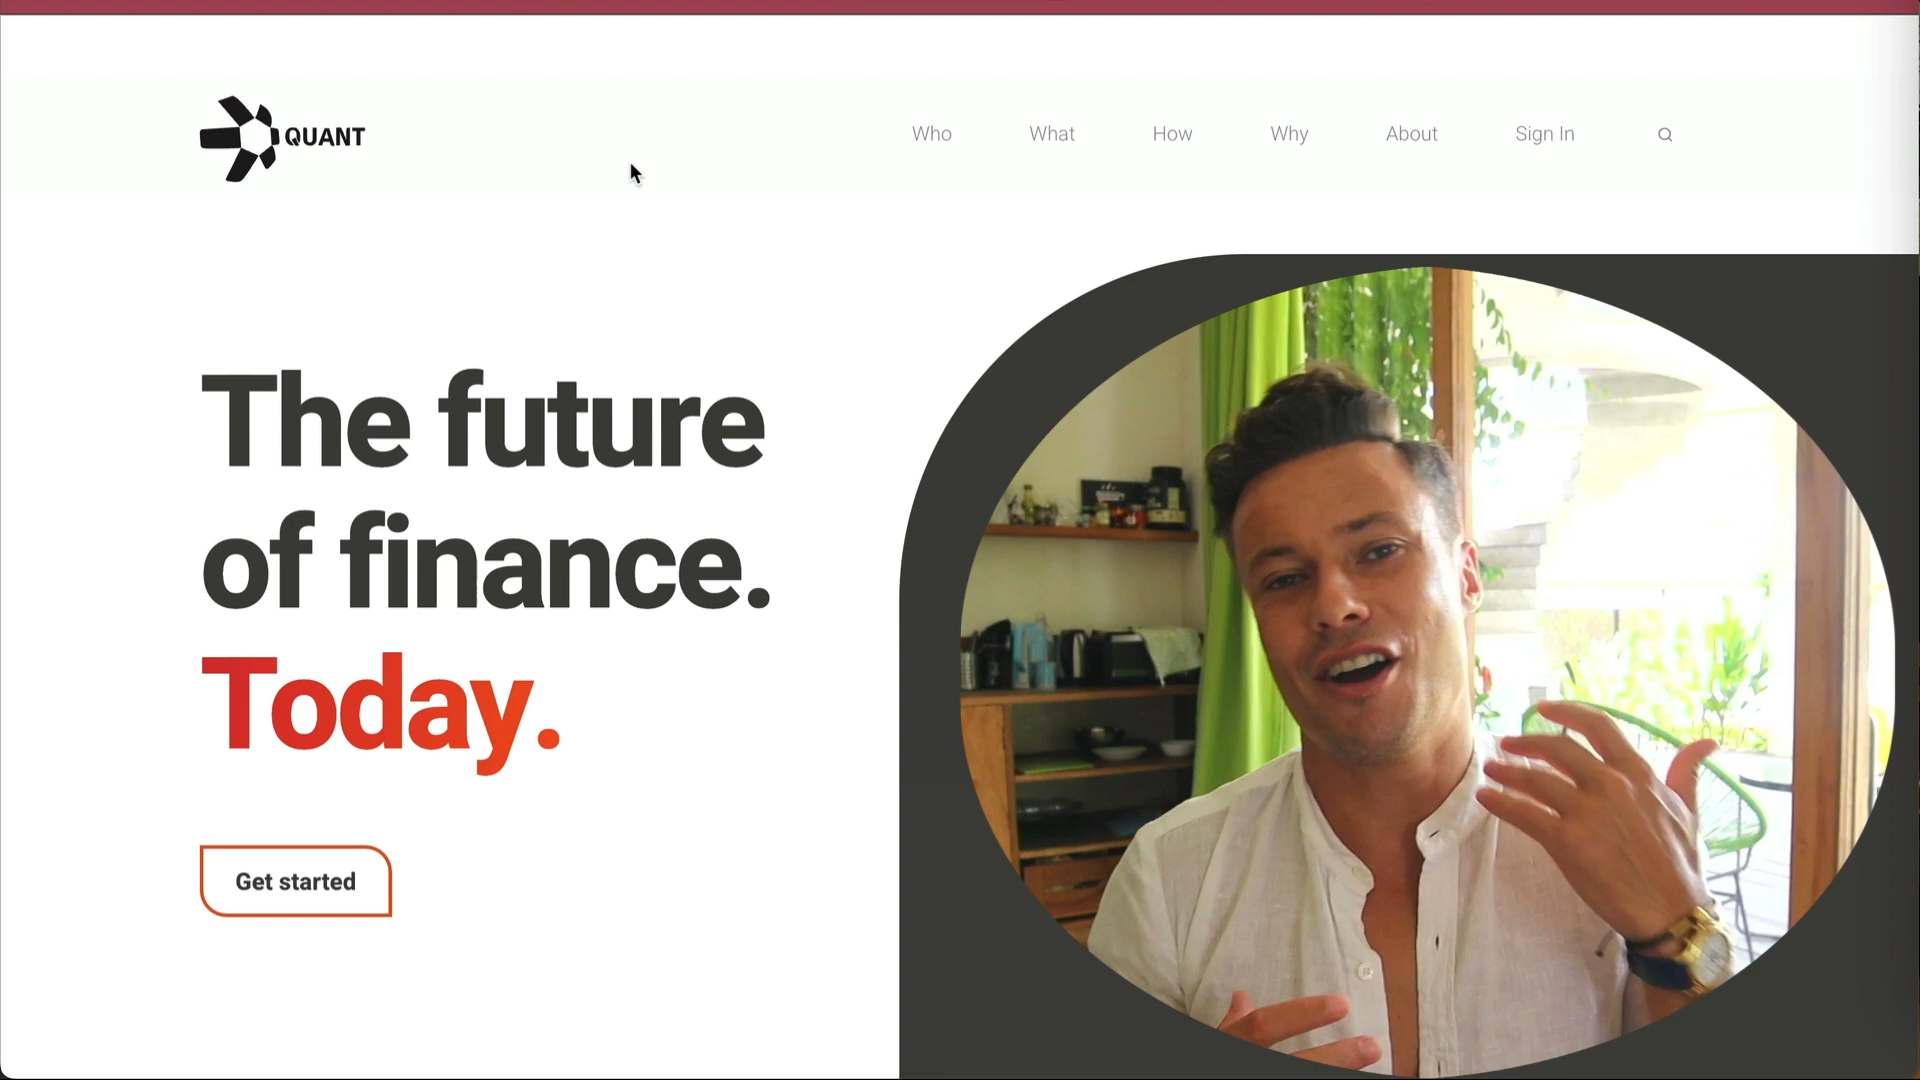 QUANT
Who What How Why About Sign In
The future
of finance.
Today.
Get started